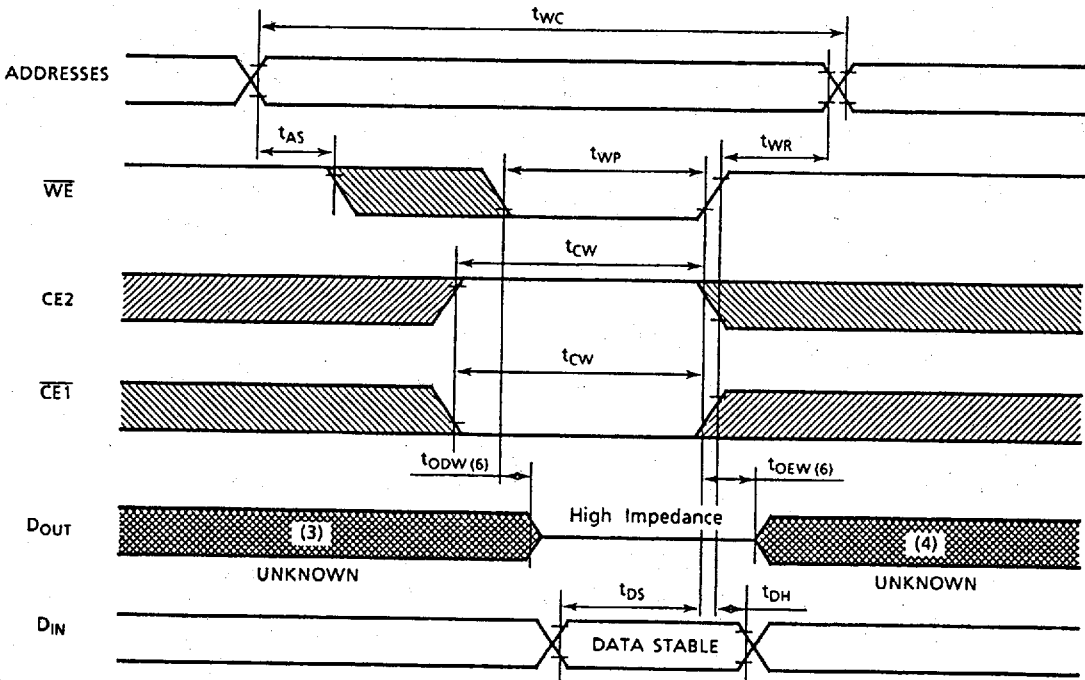 tWC
ADDRESSES
tAS
tWP
tWR
WE
tCW
CE2
tCW
CE1
tODW (6)
tOEW (6)
DOUT
(3)
High Impedance
(4)
UNKNOWN
UNKNOWN
tDS
tDH
DIN
DATA STABLE